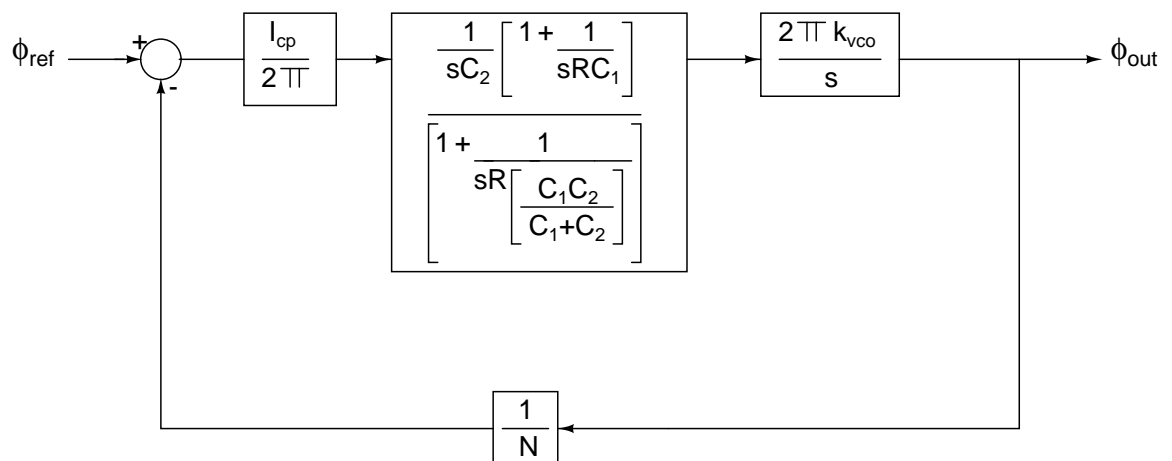 ϕref
+
-
Icp
2π
1
sC2
[1+ 1
sRC1]
[1+ 1
sR[C1C2
C1+C2]]
2π kvco
s
ϕout
1
N